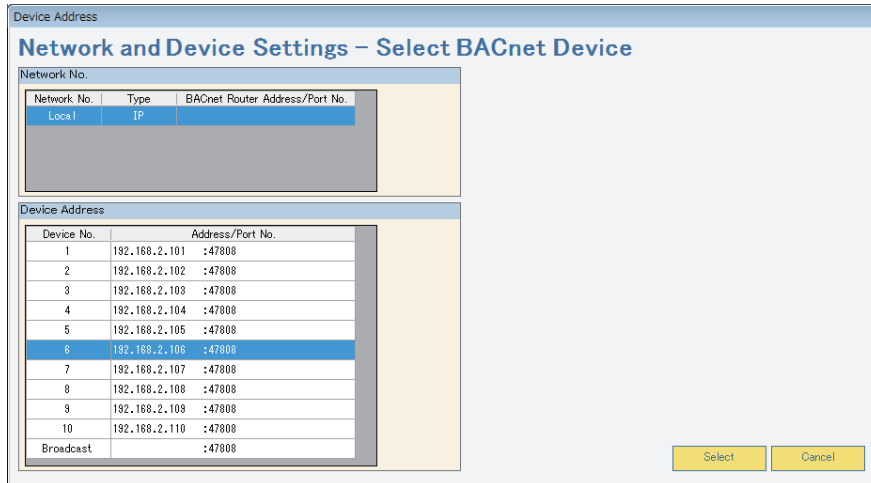 Device Address
Network and Device Settings – Select BACnet Device
Network No.
Network No. Type BACnet Router Address/Port No.
Local IP
Device Address
Device No. Address/Port No.
1 192.168.2.101 :47808
2 192.168.2.102 :47808
3 192.168.2.103 :47808
4 192.168.2.104 :47808
5 192.168.2.105 :47808
6 192.168.2.106 :47808
7 192.168.2.107 :47808
8 192.168.2.108 :47808
9 192.168.2.109 :47808
10 192.168.2.110 :47808
Broadcast :47808
Select Cancel